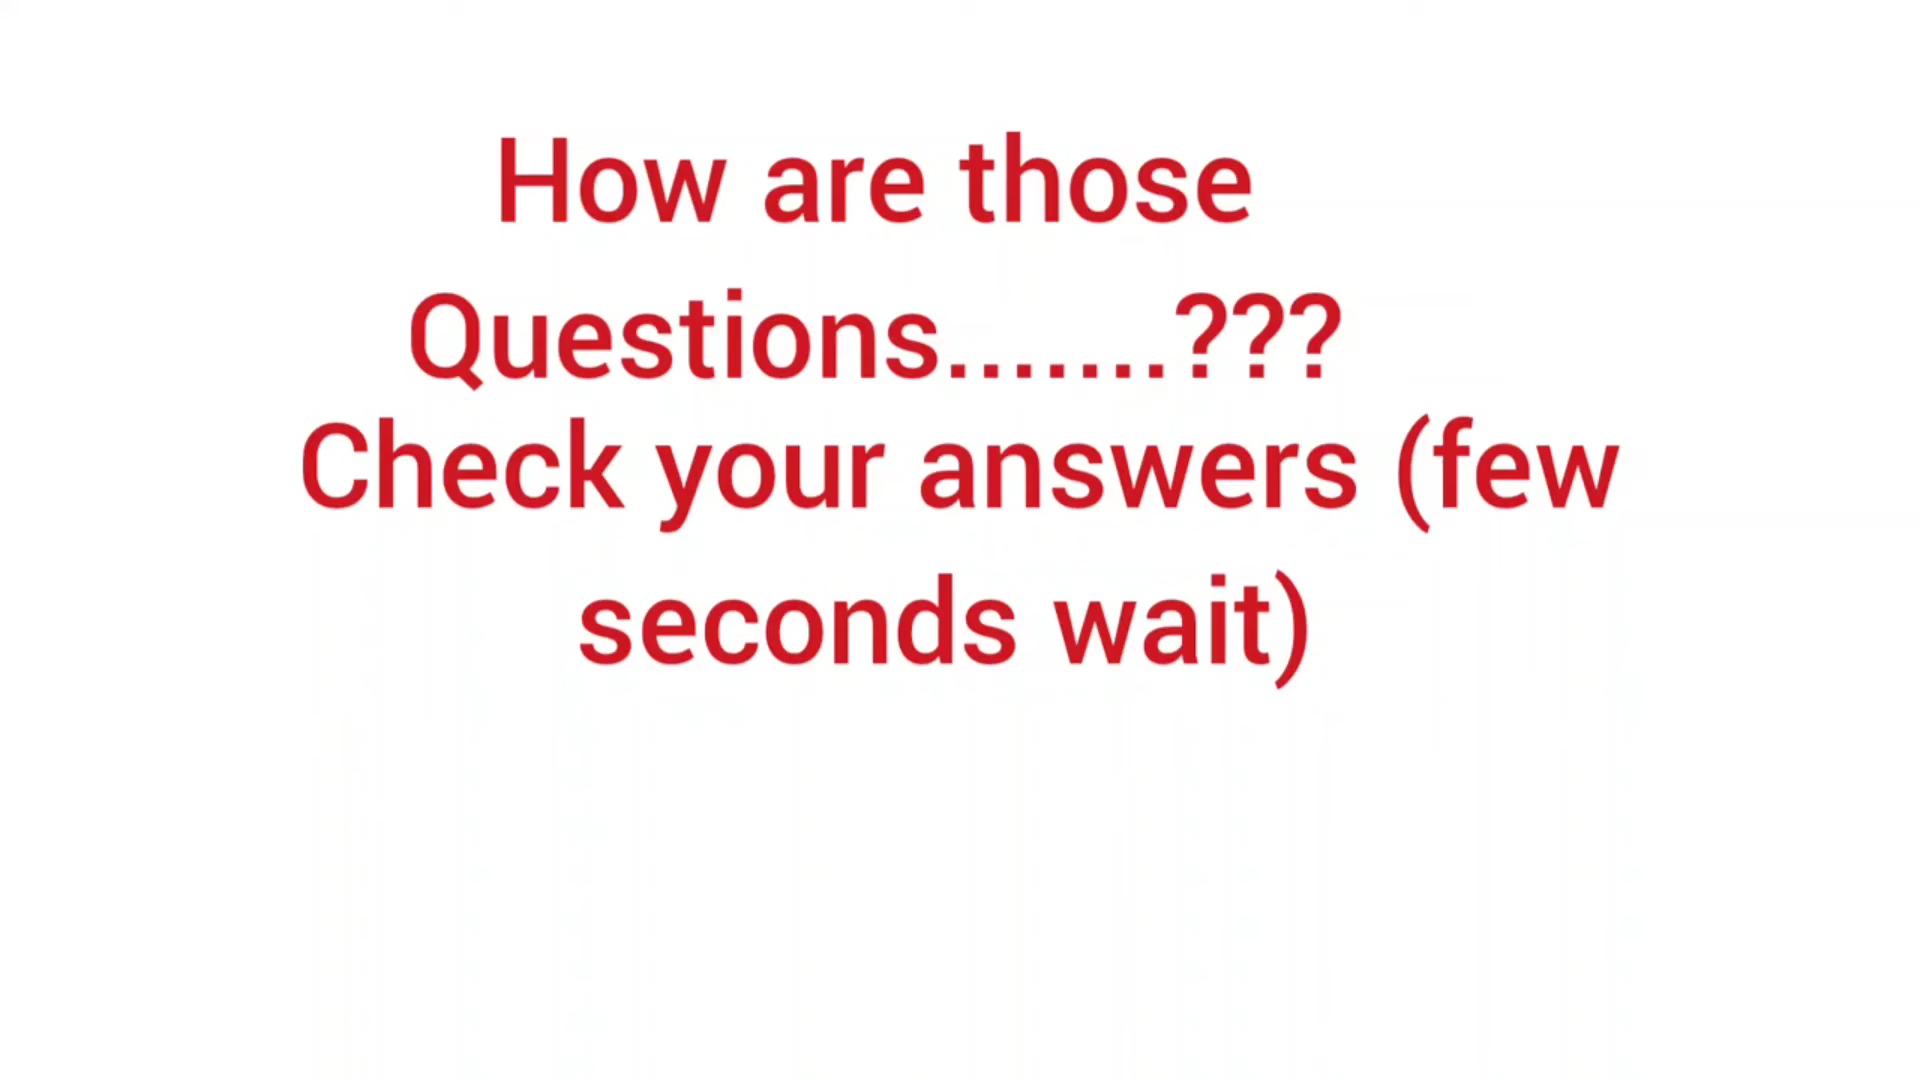 How are those
Questions.......???
Check your answers (few
seconds wait)